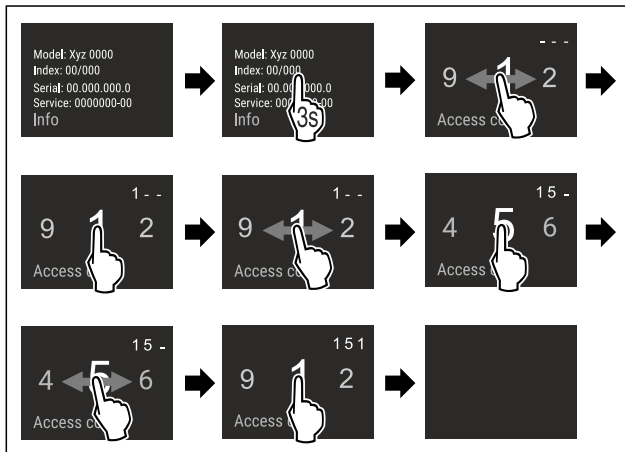 Model: Xyz 0000
Index: 00/000
Serial: 00.000.000.0
Service: 0000000-00
Info
Model: Xyz 0000
Index: 00/000
Serial: 00.000.000.0
Service: 00 -00
Info
3s
- - -
9 1 2
Access c
1 - -
9 1 2
Access c
1 - -
9 1 2
Access c
1 5 -
4 5 6
Access c
1 5 -
4 5 6
Access c
1 5 1
9 1 2
Access c